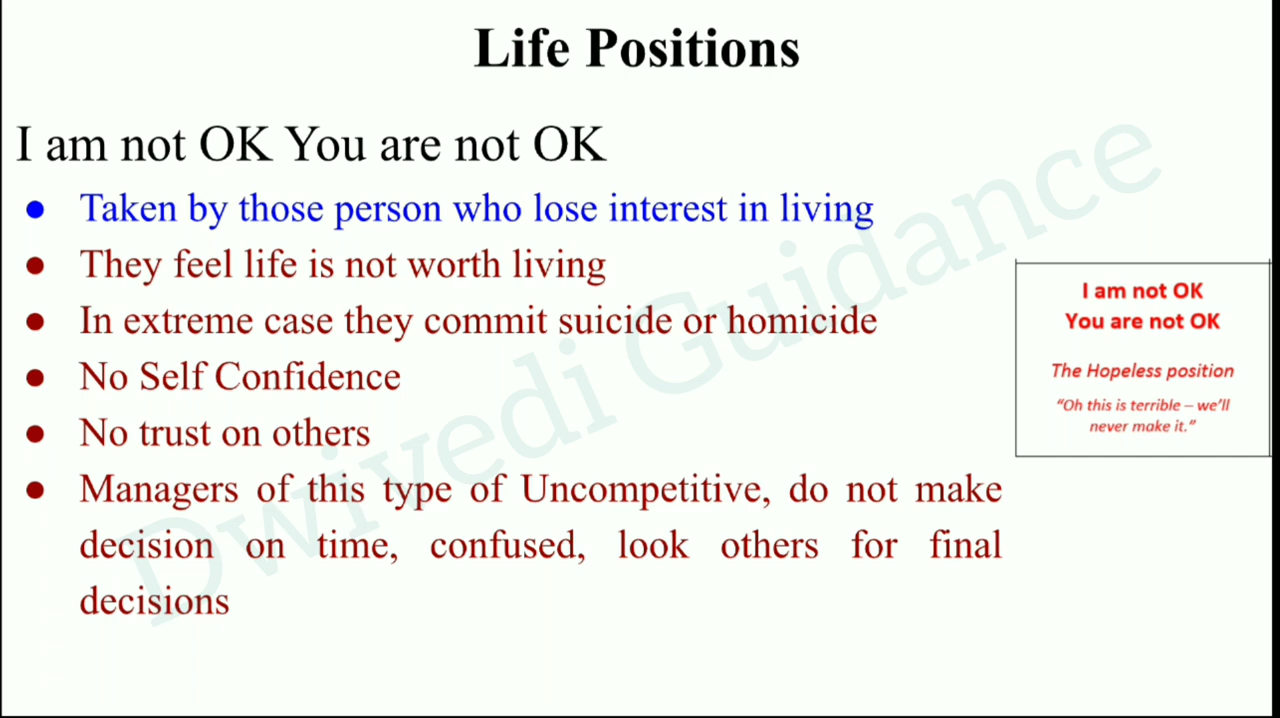 Life Positions
I am not OK You are not OK
● Taken by those person who lose interest in living
● They feel life is not worth living
● In extreme case they commit suicide or homicide
● No Self Confidence
● No trust on others
● Managers of this type of Uncompetitive, do not make
decision on time, confused, look others for final
decisions
I am not OK
You are not OK
The Hopeless position
“Oh this is terrible – we’ll
never make it.”
Dwivedi Guidance